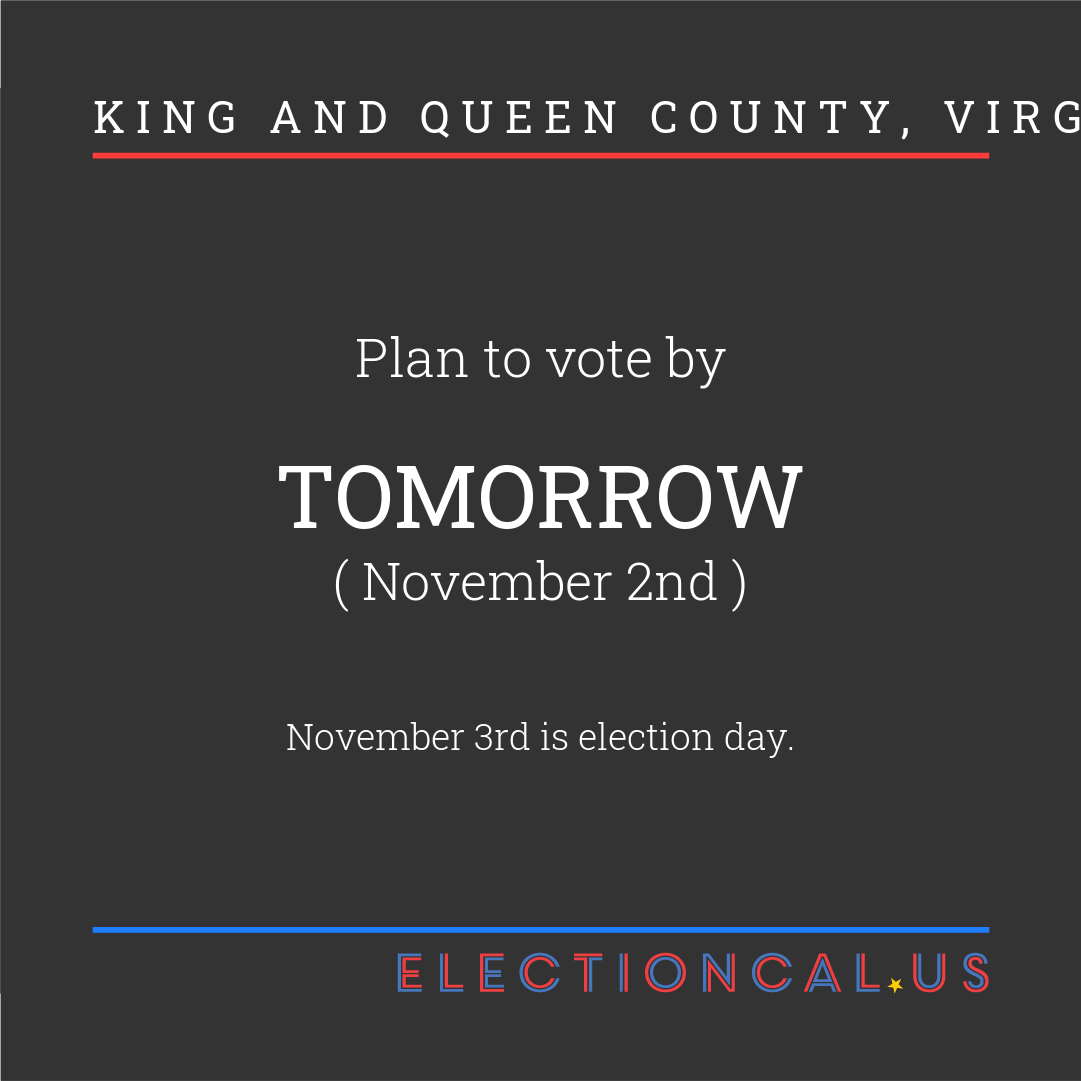 KING AND QUEEN COUNTY, VIRG
Plan to vote by
TOMORROW
( November 2nd )
November 3rd is election day.
ELECTIONCAL.US